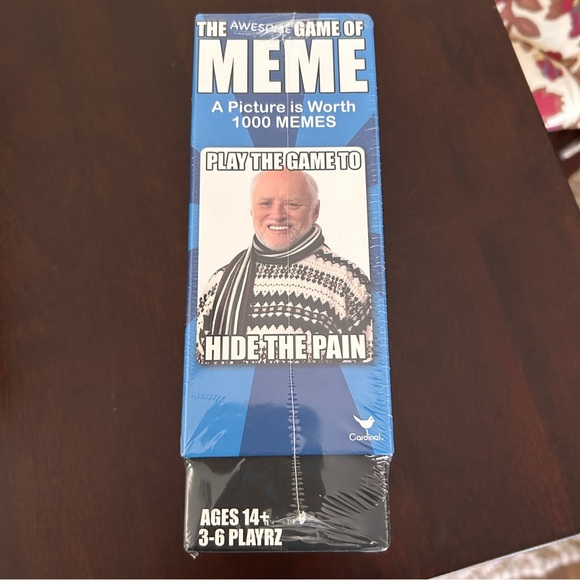 THE AWESOME GAME OF
MEME
A Picture is Worth
1000 MEMES
PLAY THE GAME TO
HIDE THE PAIN
Cardinal
AGES 14+
3-6 PLAYRZ